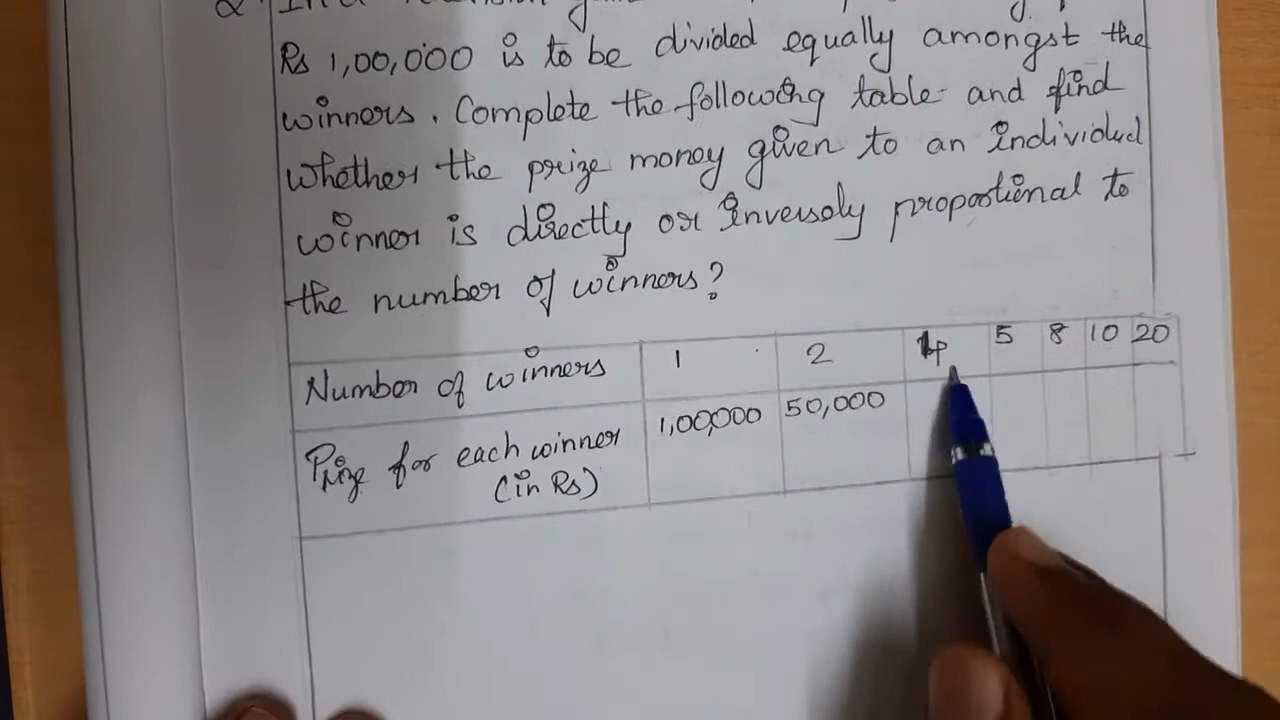 Rs 1,00,000 is to be divided equally amongst the
winners. Complete the following table and find
whether the prize money given to an individual
winner is directly or inversely proportional to
the number of winners?
Number of winners 1 2 4 5 8 10 20
Prize for each winner (in Rs) 1,00,000 50,000